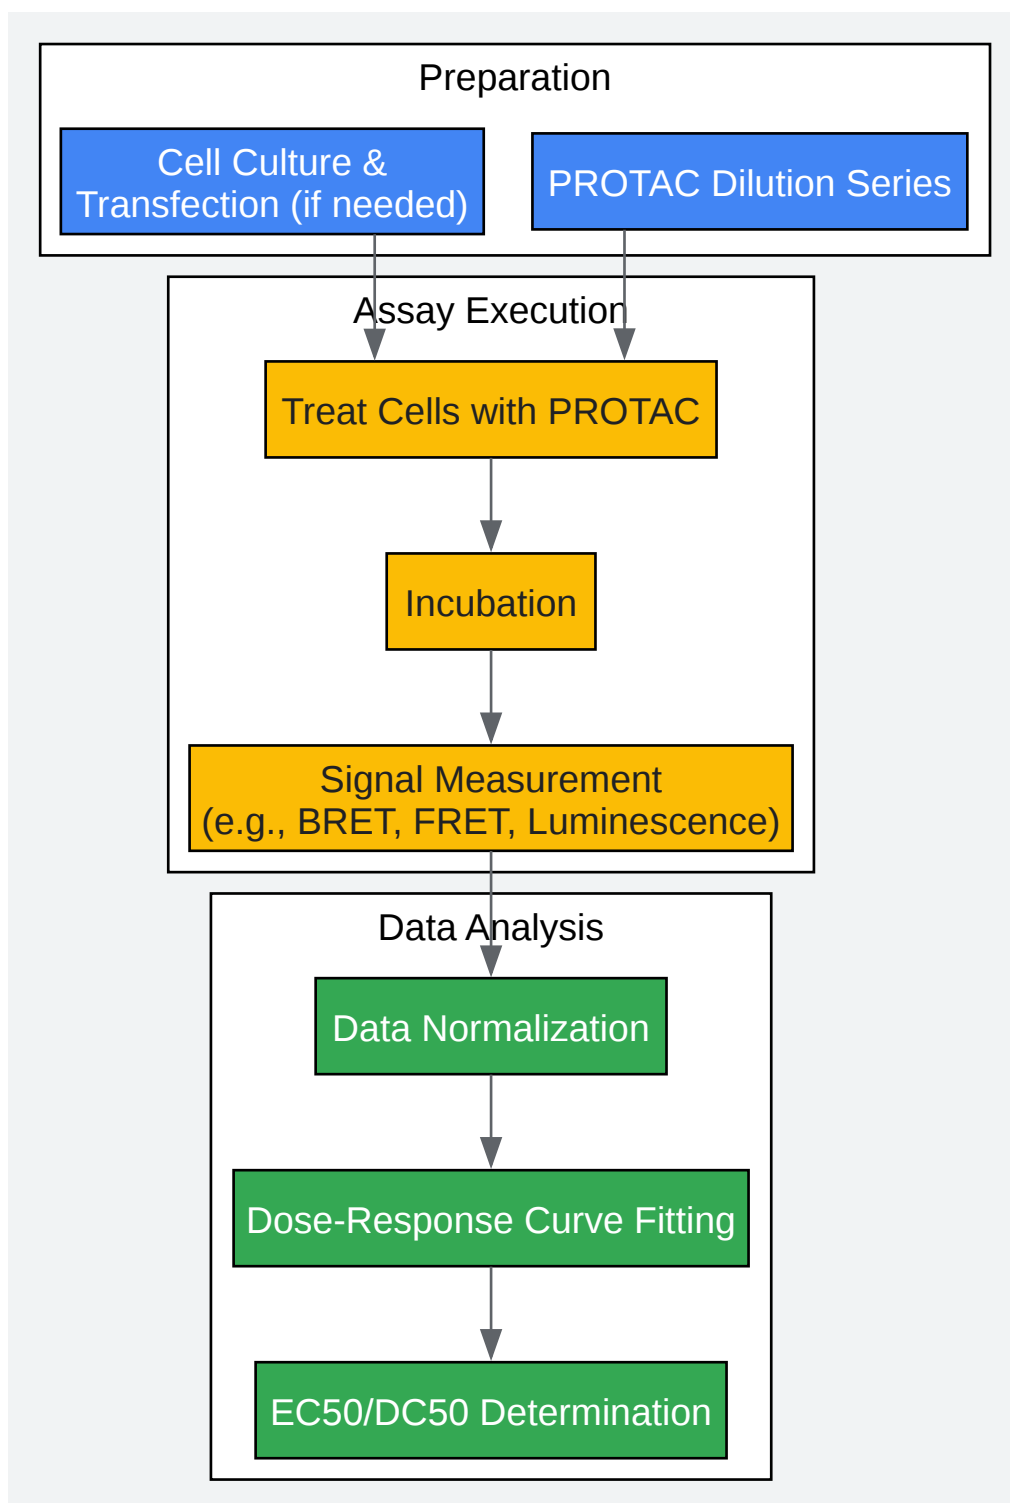 Preparation
Cell Culture &
Transfection (if needed)
PROTAC Dilution Series
Assay Execution
Treat Cells with PROTAC
Incubation
Signal Measurement
(e.g., BRET, FRET, Luminescence)
Data Analysis
Data Normalization
Dose-Response Curve Fitting
EC50/DC50 Determination